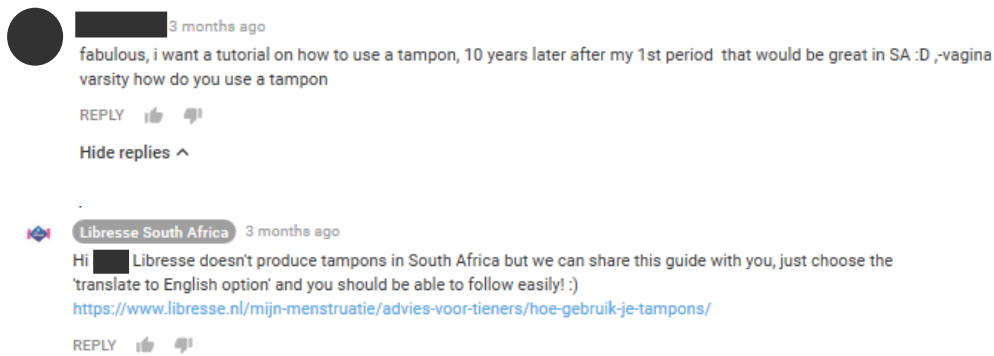 3 months ago
fabulous, i want a tutorial on how to use a tampon, 10 years later after my 1st period  that would be great in SA :D ,-vagina
varsity how do you use a tampon
REPLY
Hide replies
.
Libresse South Africa 3 months ago
Hi Libresse doesn't produce tampons in South Africa but we can share this guide with you, just choose the
'translate to English option' and you should be able to follow easily! :)
https://www.libresse.nl/mijn-menstruatie/advies-voor-tieners/hoe-gebruik-je-tampons/
REPLY